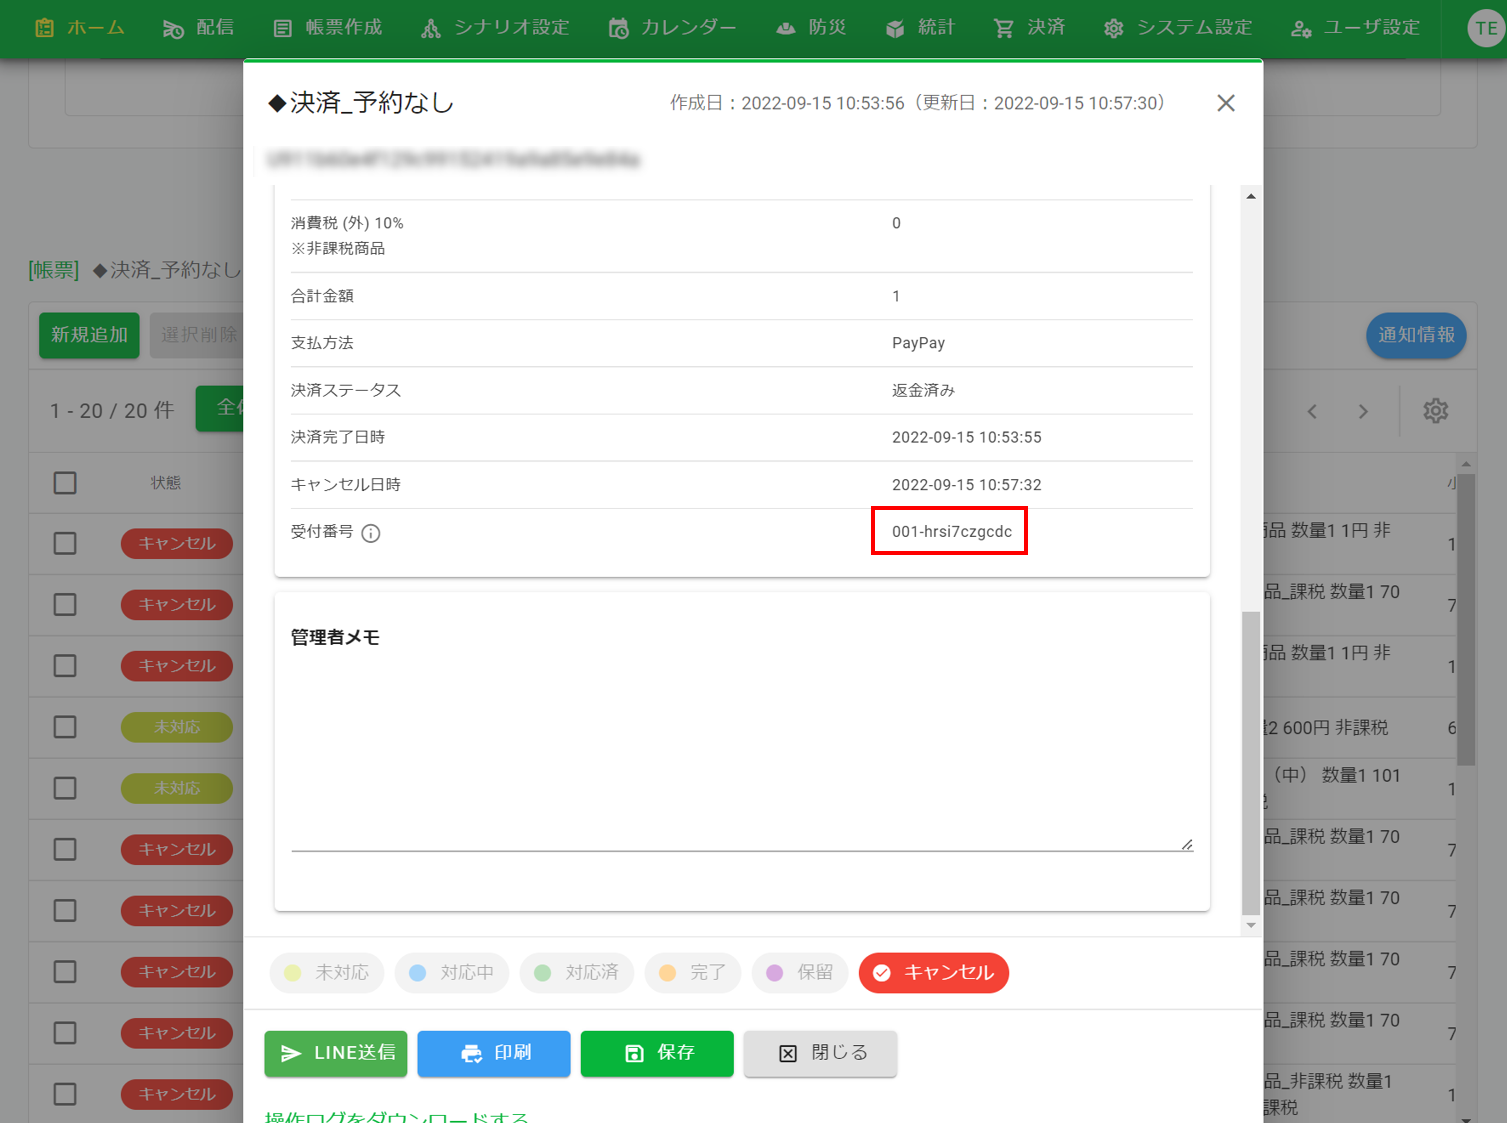 ホーム 配信 帳票作成 シナリオ設定 カレンダー 防災 統計 決済 システム設定 ユーザ設定 TE
◆決済_予約なし 作成日：2022-09-15 10:53:56（更新日：2022-09-15 10:57:30）
消費税 (外) 10% 0
※非課税商品
[帳票] ◆決済_予約なし
合計金額 1
新規追加 選択削除 通知情報
支払方法 PayPay
決済ステータス 返金済み
1 - 20 / 20 件
決済完了日時 2022-09-15 10:53:55
状態
キャンセル日時 2022-09-15 10:57:32
受付番号 001-hrsi7czgcdc
キャンセル 品 数量1 1円 非 1
キャンセル 品_課税 数量1 70 7
管理者メモ
キャンセル 品 数量1 1円 非 1
未対応 2 600円 非課税 6
未対応 （中） 数量1 101 1
キャンセル 品_課税 数量1 70 7
キャンセル 品_課税 数量1 70 7
キャンセル 品_課税 数量1 70 7
未対応 対応中 対応済 完了 保留 キャンセル
キャンセル 品_課税 数量1 70 7
LINE送信 印刷 保存 閉じる
キャンセル 品_非課税 数量1 1
課税
操作ログをダウンロードする